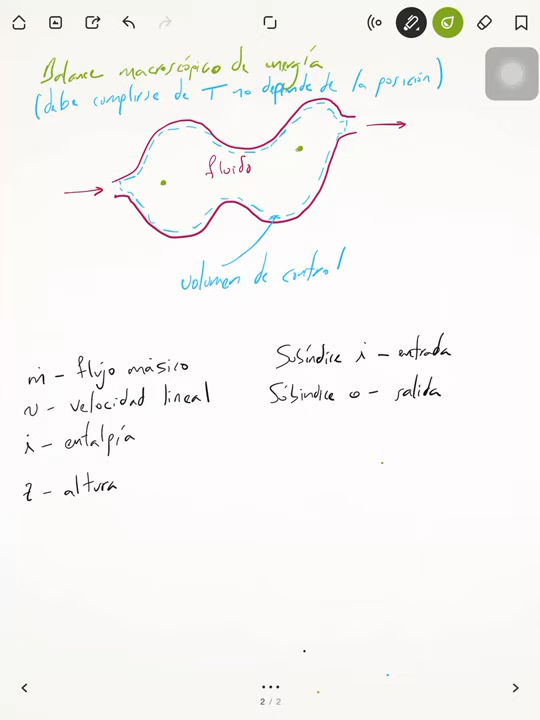 Balance macroscópico de energía
(debe cumplirse de T no depende de la posición)
fluido
volumen de control
ṁ - flujo másico
v - velocidad lineal
i - entalpía
z - altura
Subíndice i - entrada
Subíndice o - salida
2 / 2